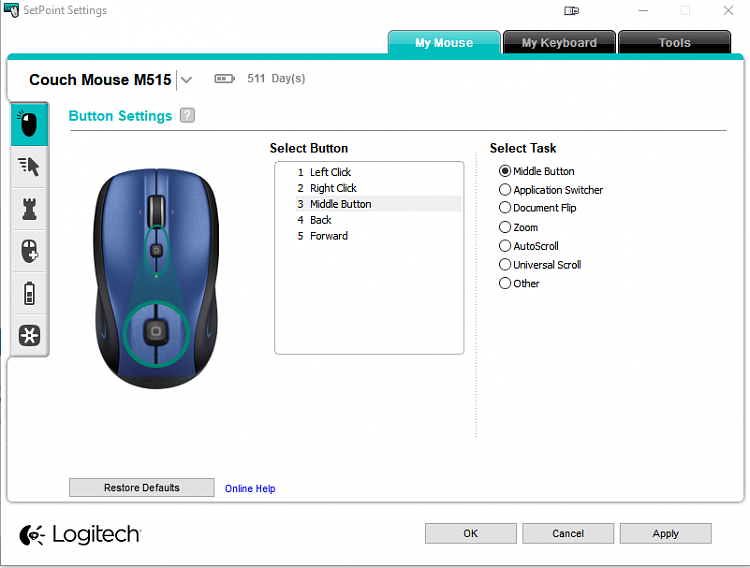 SetPoint Settings
My Mouse
My Keyboard
Tools
Couch Mouse M515
511 Day(s)
Button Settings ?
Select Button
1 Left Click
2 Right Click
3 Middle Button
4 Back
5 Forward
Select Task
Middle Button
Application Switcher
Document Flip
Zoom
AutoScroll
Universal Scroll
Other
Restore Defaults
Online Help
Logitech
OK
Cancel
Apply